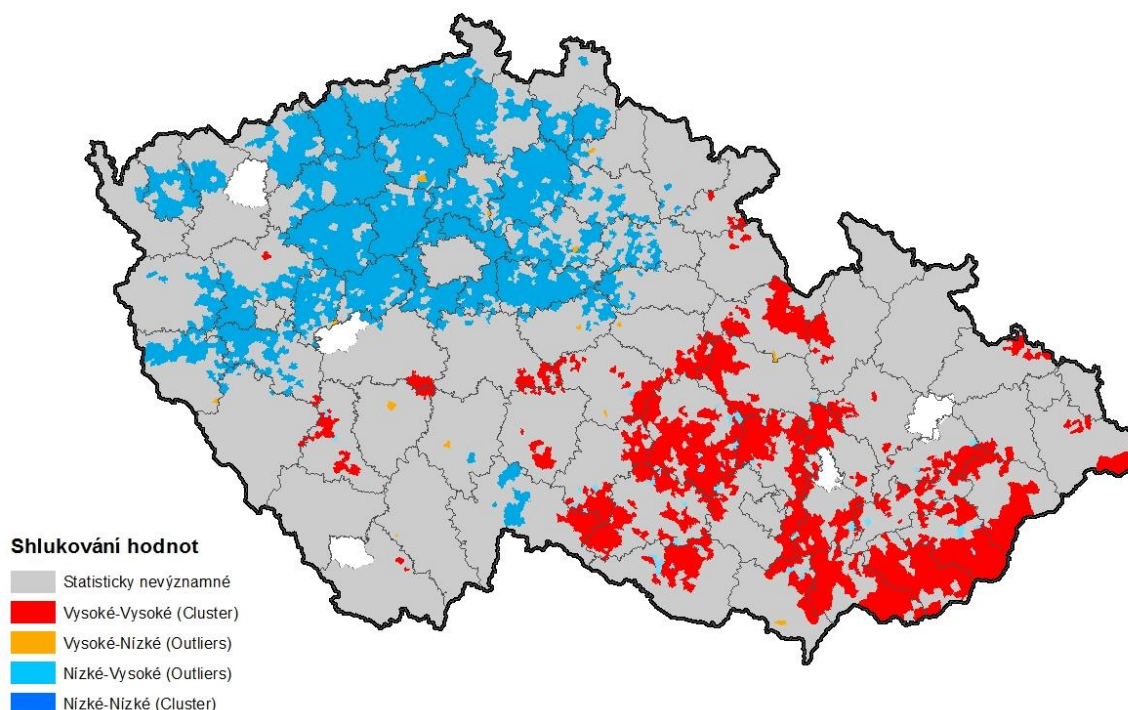 Shlukování hodnot
Statisticky nevýznamné
Vysoké-Vysoké (Cluster)
Vysoké-Nízké (Outliers)
Nízké-Vysoké (Outliers)
Nízké-Nízké (Cluster)